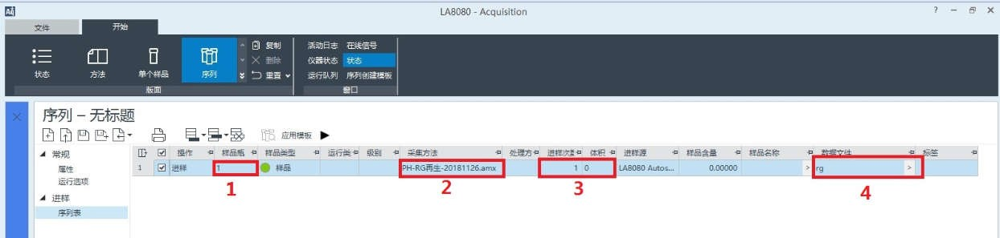 LA8080 - Acquisition
文件 开始
复制
删除
重置
状态 方法 单个样品 序列
版面
活动日志 在线信号
仪器状态 状态
运行队列 序列创建模板
窗口
序列 – 无标题
应用模板
常规
属性
运行选项
进样
序列表
操作 样品瓶 样品类型 运行类 级别 采集方法 处理方 进样次数 体积 进样源 样品含量 样品名称 数据文件 标签
1 进样 1 样品 PH-RG再生-20181126.amx 1 0 LA8080 Autos... 0.00000 > rg >
1 2 3 4